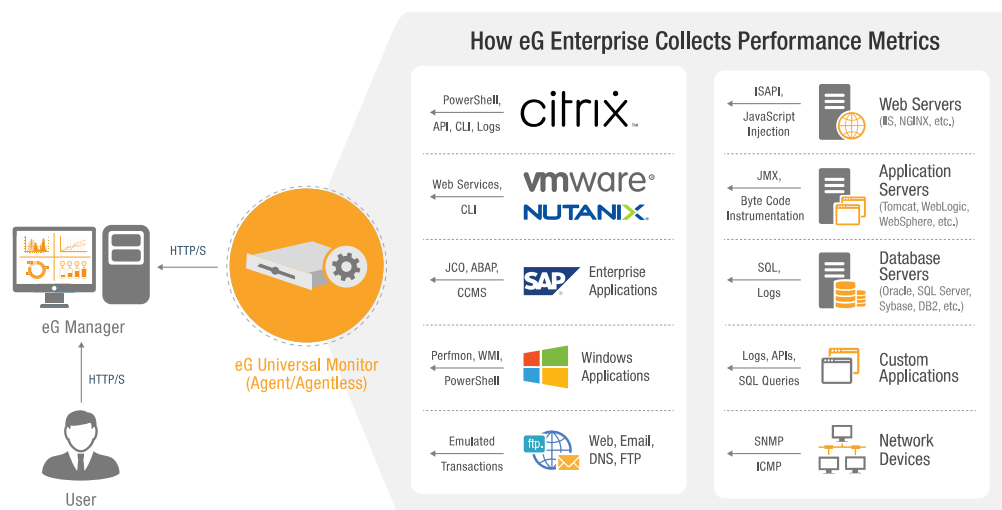 How eG Enterprise Collects Performance Metrics
PowerShell,
API, CLI, Logs
citrix™
Web Services,
CLI
vmware®
NUTANIX.
JCO, ABAP,
CCMS
SAP
Enterprise
Applications
Perfmon, WMI,
PowerShell
Windows
Applications
Emulated
Transactions
ftp.
Web, Email,
DNS, FTP
ISAPI,
JavaScript
Injection
Web Servers
(IIS, NGINX, etc.)
JMX,
Byte Code
Instrumentation
Application
Servers
(Tomcat, WebLogic,
WebSphere, etc.)
SQL,
Logs
Database
Servers
(Oracle, SQL Server,
Sybase, DB2, etc.)
Logs, APIs,
SQL Queries
Custom
Applications
SNMP
ICMP
Network
Devices
HTTP/S
eG Manager
eG Universal Monitor
(Agent/Agentless)
HTTP/S
User